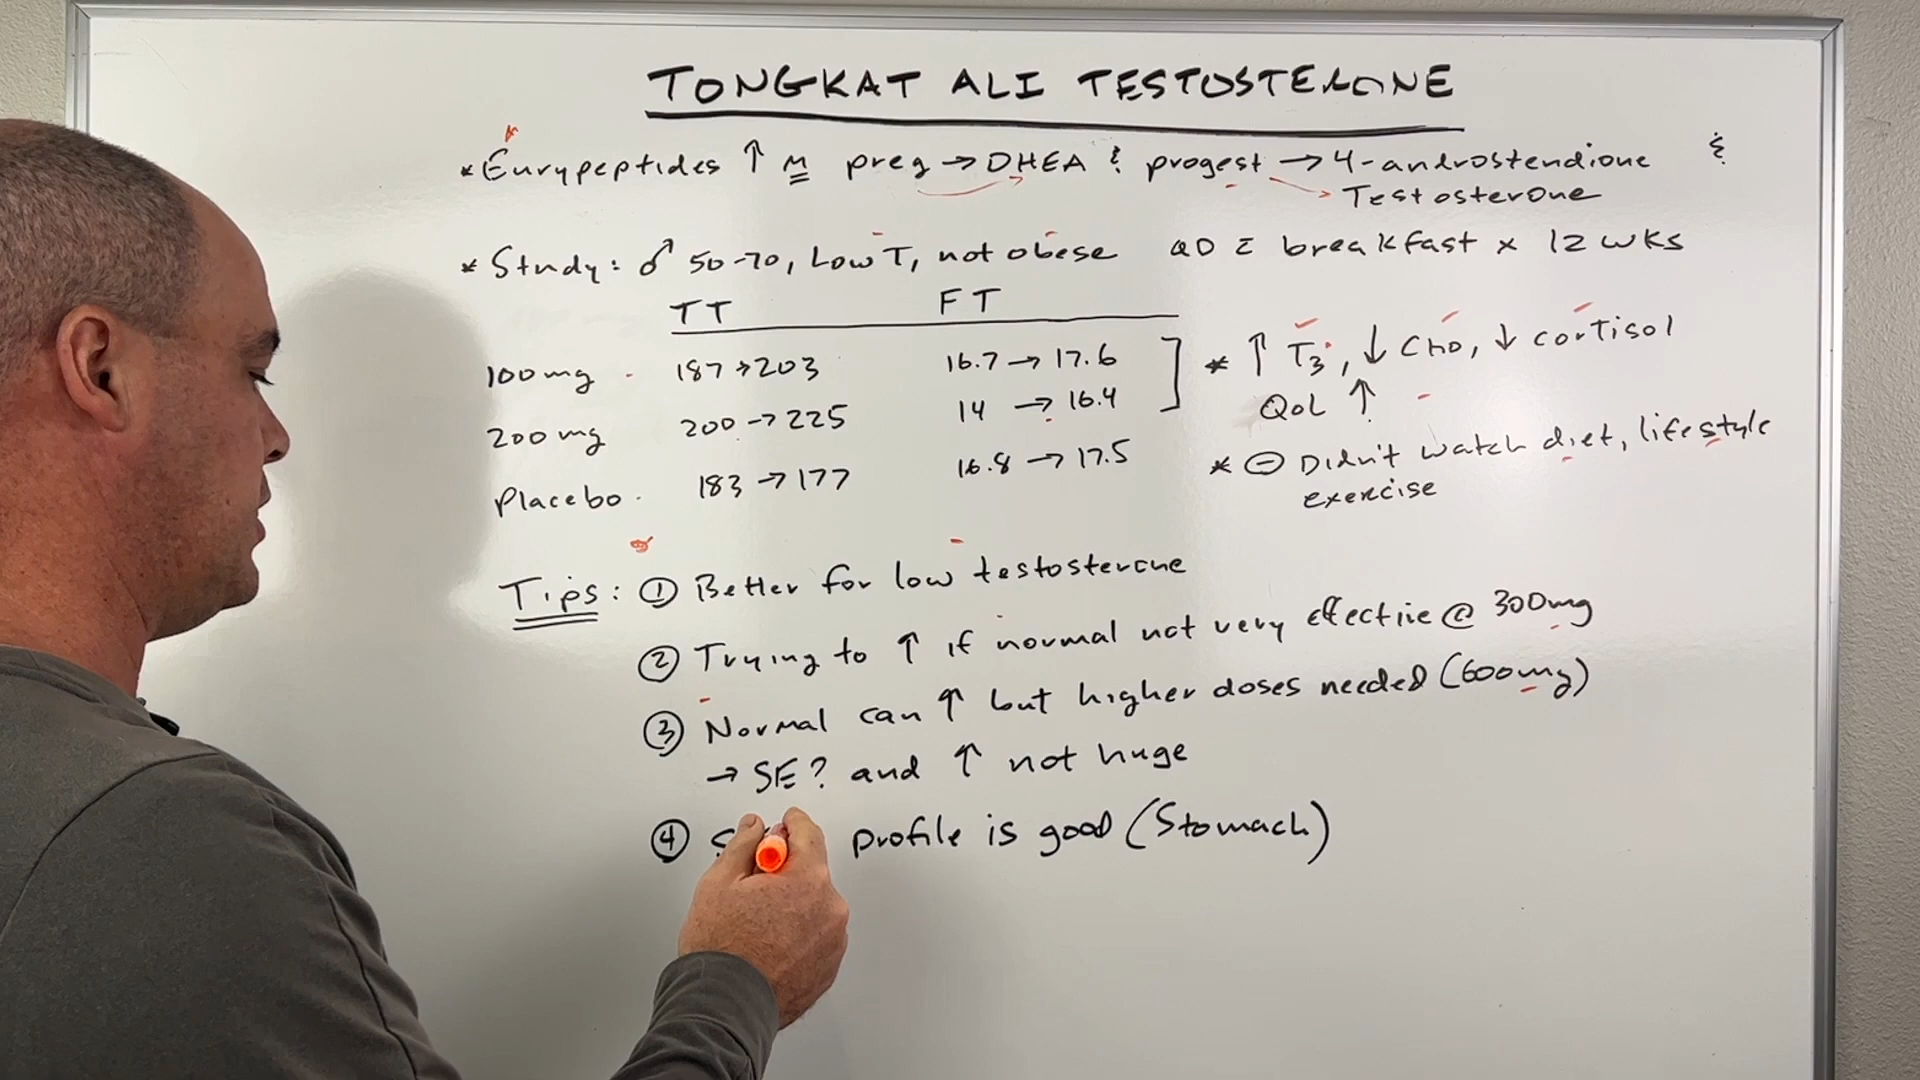 TONGKAT ALI TESTOSTERONE
* Eurypeptides ↑ m preg → DHEA & progest → 4-androstendione &
→ Testosterone
* Study: ♂ 50-70, Low T, not obese QD c breakfast x 12 wks
TT FT
100mg 187→203 16.7→17.6
200mg 200→225 14→16.4
Placebo 183→177 16.8→17.5
* ↑ T3, ↓ Cho, ↓ cortisol
QoL ↑
* ⊖ Didn't watch diet, lifestyle
exercise
Tips: ① Better for low testosterone
② Trying to ↑ if normal not very effective @ 300mg
③ Normal can ↑ but higher doses needed (600mg)
→ SE? and ↑ not huge
④ profile is good (Stomach)